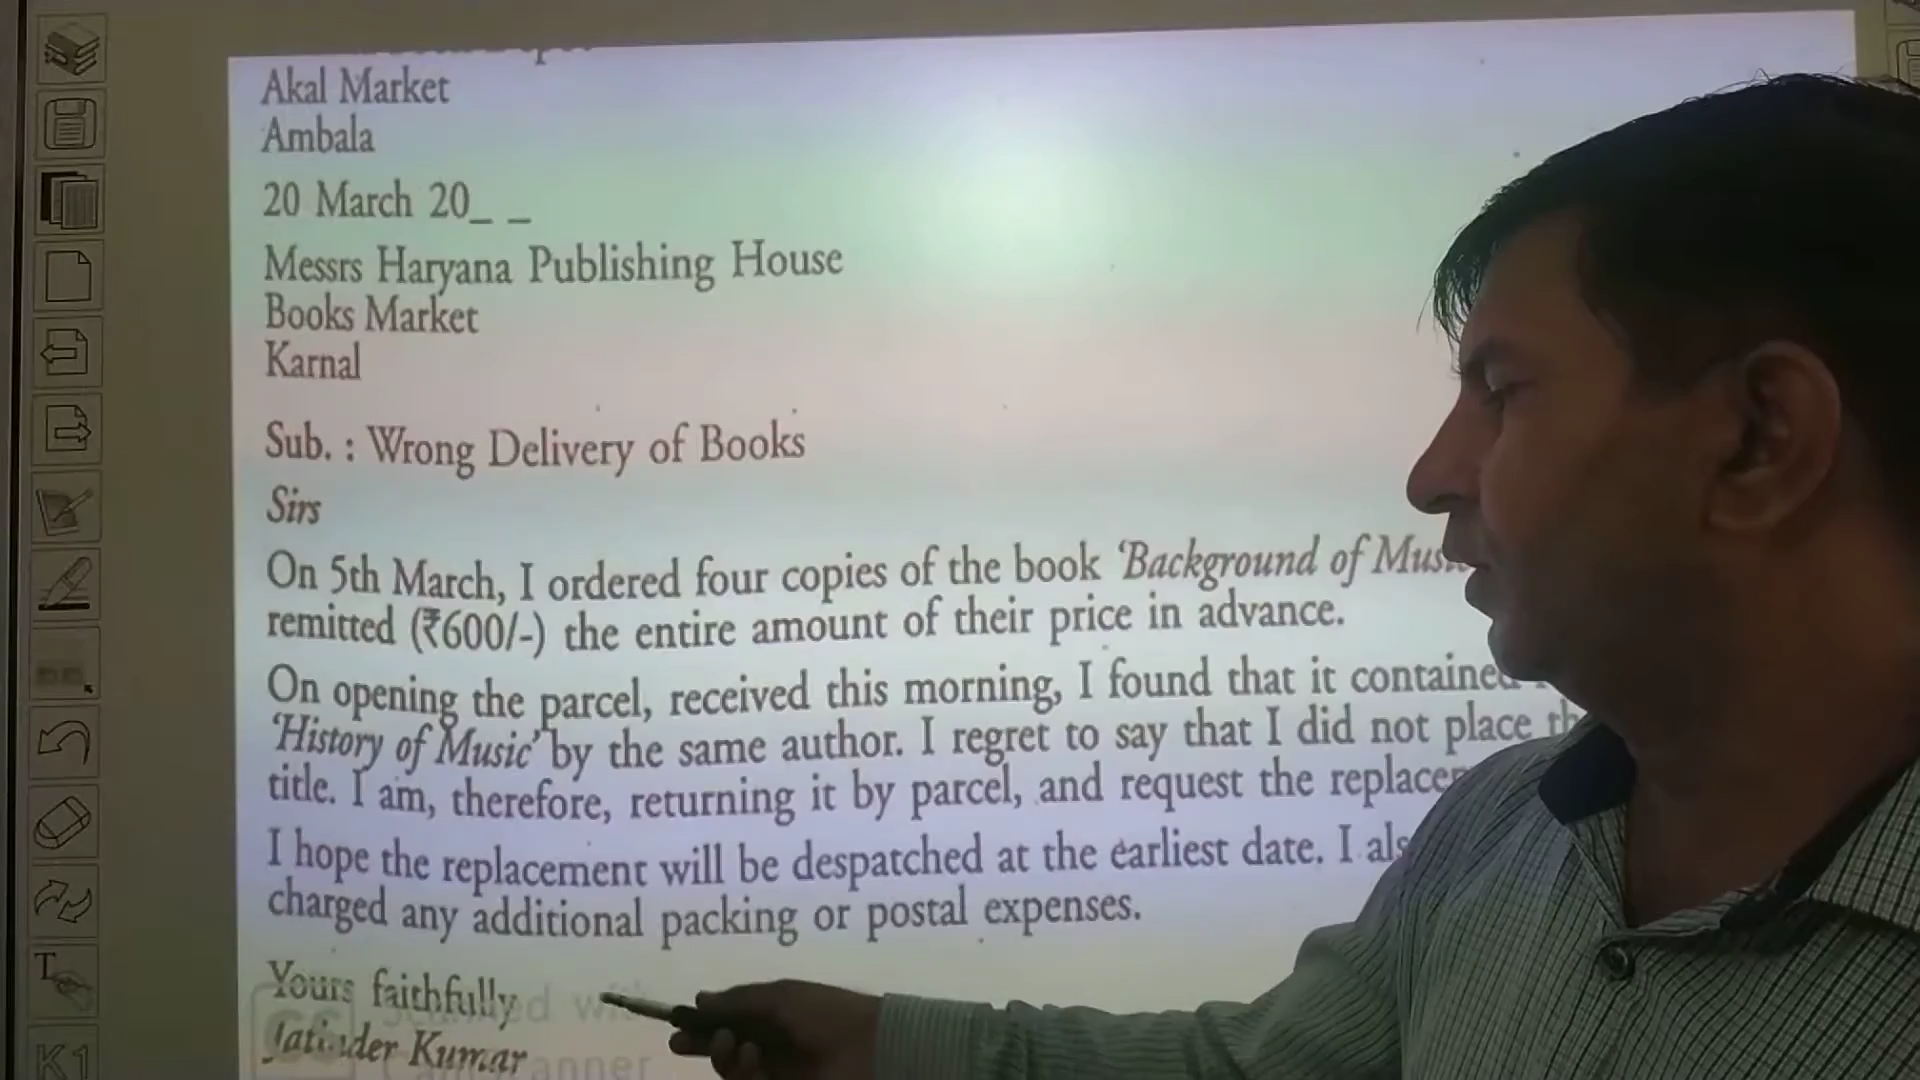 Akal Market
Ambala
20 March 20_ _
Messrs Haryana Publishing House
Books Market
Karnal
Sub. : Wrong Delivery of Books
Sirs
On 5th March, I ordered four copies of the book ‘Background of
remitted (₹600/-) the entire amount of their price in advance.
On opening the parcel, received this morning, I found that it contained
‘History of Music’ by the same author. I regret to say that I did not place
title. I am, therefore, returning it by parcel, and request the
I hope the replacement will be despatched at the earliest date. I
charged any additional packing or postal expenses.
Yours faithfully
Jatinder Kumar
T
K1